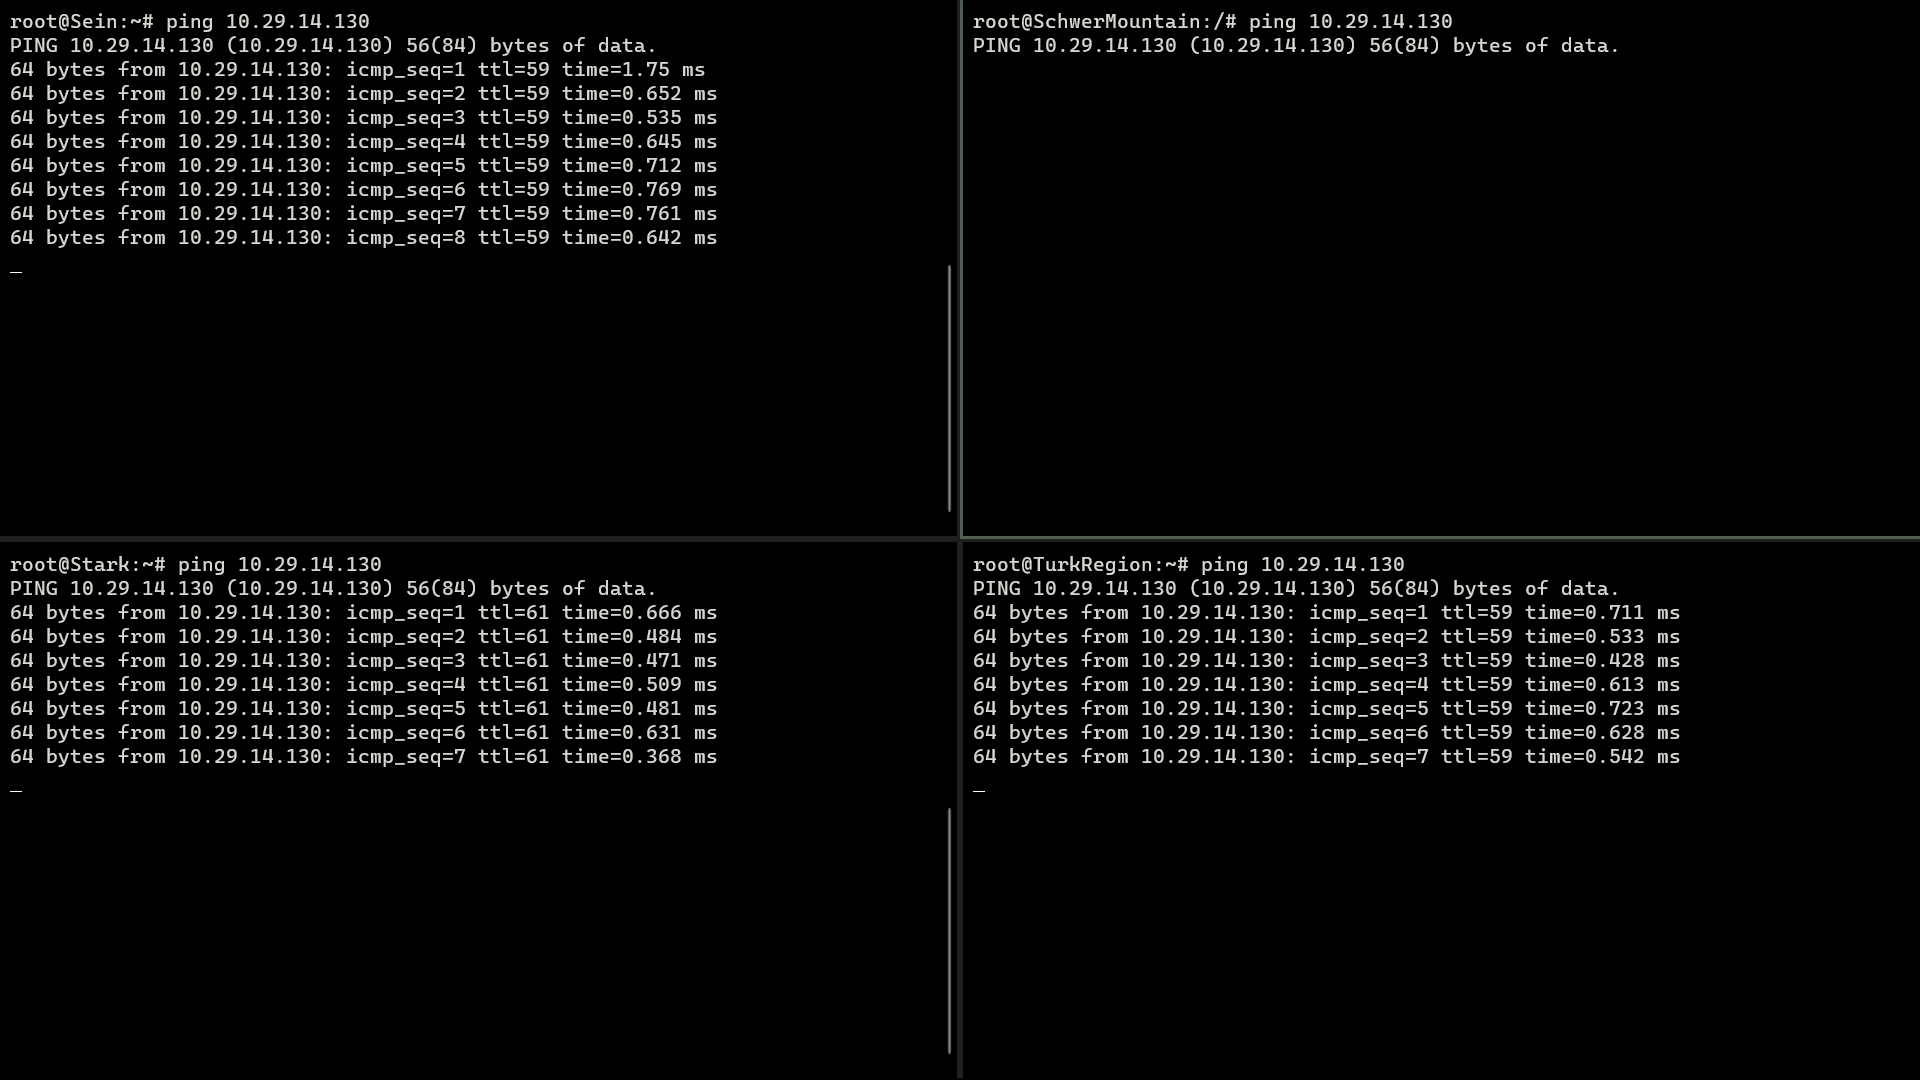 root@Sein:~# ping 10.29.14.130
PING 10.29.14.130 (10.29.14.130) 56(84) bytes of data.
64 bytes from 10.29.14.130: icmp_seq=1 ttl=59 time=1.75 ms
64 bytes from 10.29.14.130: icmp_seq=2 ttl=59 time=0.652 ms
64 bytes from 10.29.14.130: icmp_seq=3 ttl=59 time=0.535 ms
64 bytes from 10.29.14.130: icmp_seq=4 ttl=59 time=0.645 ms
64 bytes from 10.29.14.130: icmp_seq=5 ttl=59 time=0.712 ms
64 bytes from 10.29.14.130: icmp_seq=6 ttl=59 time=0.769 ms
64 bytes from 10.29.14.130: icmp_seq=7 ttl=59 time=0.761 ms
64 bytes from 10.29.14.130: icmp_seq=8 ttl=59 time=0.642 ms
root@SchwerMountain:/# ping 10.29.14.130
PING 10.29.14.130 (10.29.14.130) 56(84) bytes of data.
root@Stark:~# ping 10.29.14.130
PING 10.29.14.130 (10.29.14.130) 56(84) bytes of data.
64 bytes from 10.29.14.130: icmp_seq=1 ttl=61 time=0.666 ms
64 bytes from 10.29.14.130: icmp_seq=2 ttl=61 time=0.484 ms
64 bytes from 10.29.14.130: icmp_seq=3 ttl=61 time=0.471 ms
64 bytes from 10.29.14.130: icmp_seq=4 ttl=61 time=0.509 ms
64 bytes from 10.29.14.130: icmp_seq=5 ttl=61 time=0.481 ms
64 bytes from 10.29.14.130: icmp_seq=6 ttl=61 time=0.631 ms
64 bytes from 10.29.14.130: icmp_seq=7 ttl=61 time=0.368 ms
root@TurkRegion:~# ping 10.29.14.130
PING 10.29.14.130 (10.29.14.130) 56(84) bytes of data.
64 bytes from 10.29.14.130: icmp_seq=1 ttl=59 time=0.711 ms
64 bytes from 10.29.14.130: icmp_seq=2 ttl=59 time=0.533 ms
64 bytes from 10.29.14.130: icmp_seq=3 ttl=59 time=0.428 ms
64 bytes from 10.29.14.130: icmp_seq=4 ttl=59 time=0.613 ms
64 bytes from 10.29.14.130: icmp_seq=5 ttl=59 time=0.723 ms
64 bytes from 10.29.14.130: icmp_seq=6 ttl=59 time=0.628 ms
64 bytes from 10.29.14.130: icmp_seq=7 ttl=59 time=0.542 ms